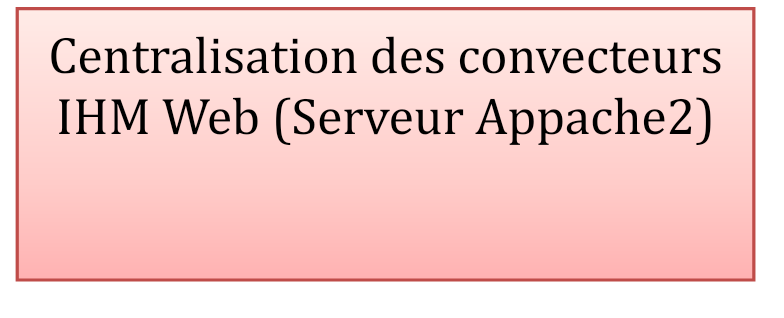 Centralisation des convecteurs
IHM Web (Serveur Appache2)